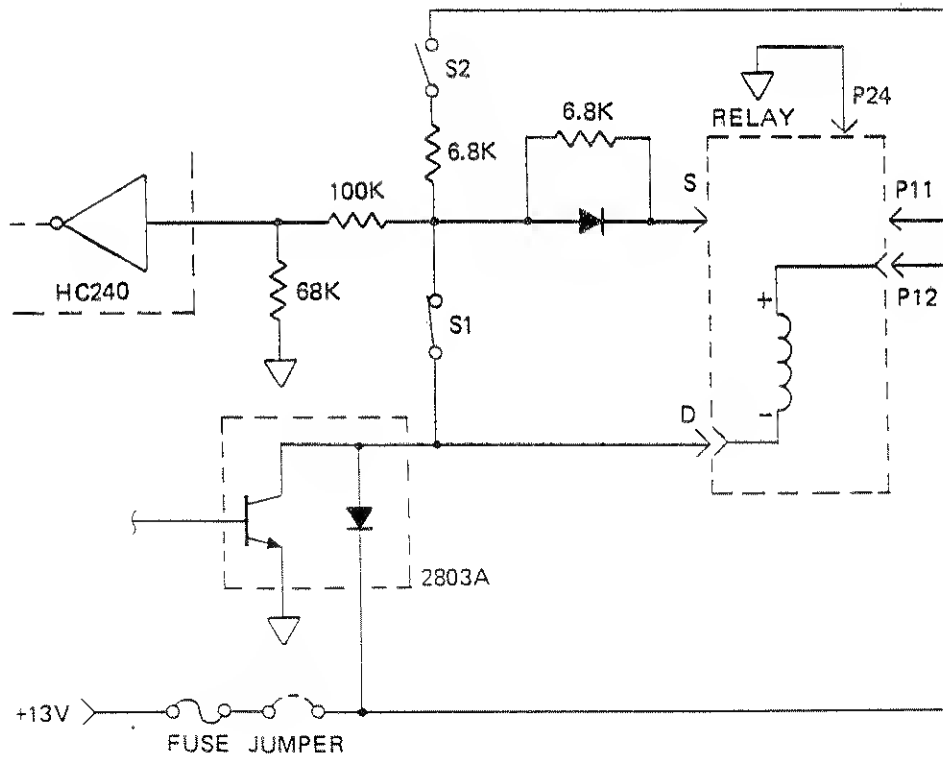 S2
P24
RELAY
6.8K
6.8K
S
P11
100K
HC240
68K
P12
+
S1
-
D
2803A
+13V
FUSE JUMPER